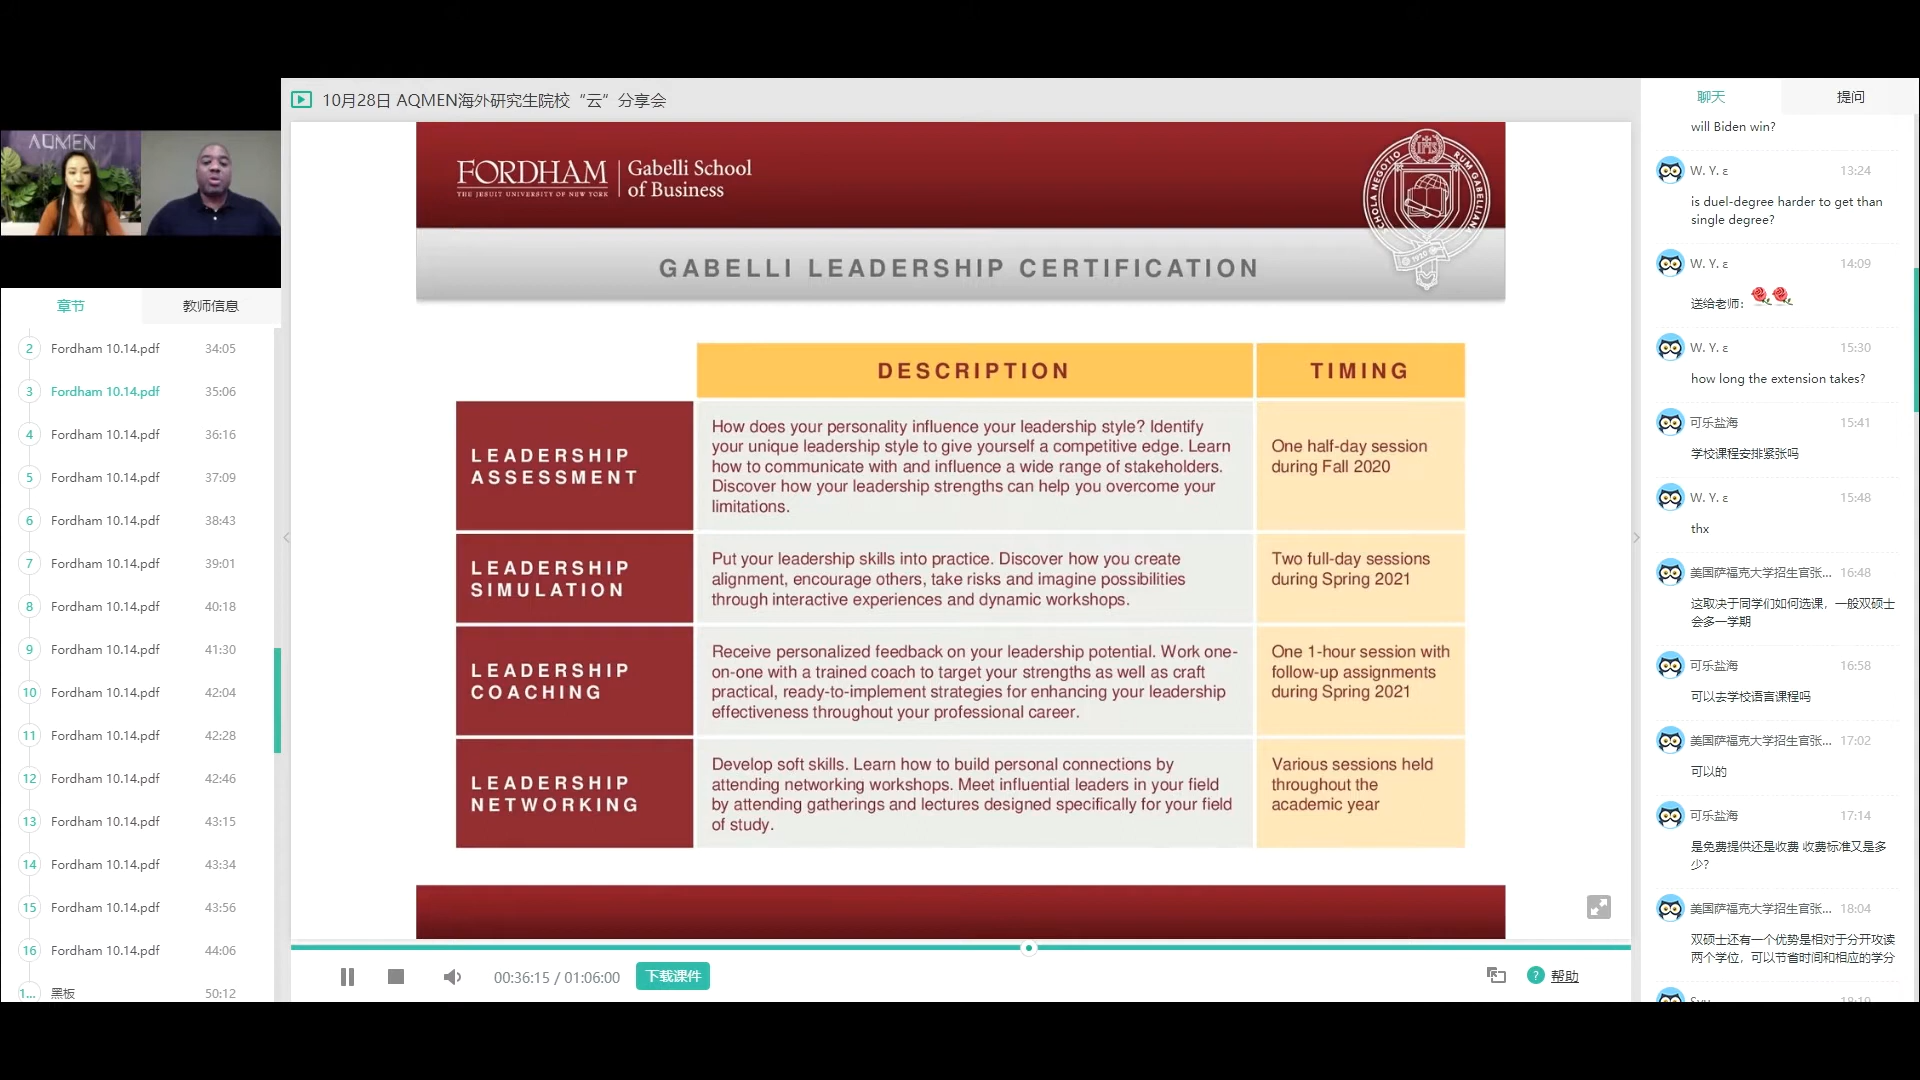 AQMEN
10月28日 AQMEN海外研究生院校“云”分享会
章节
教师信息
2 Fordham 10.14.pdf 34:05
3 Fordham 10.14.pdf 35:06
4 Fordham 10.14.pdf 36:16
5 Fordham 10.14.pdf 37:09
6 Fordham 10.14.pdf 38:43
7 Fordham 10.14.pdf 39:01
8 Fordham 10.14.pdf 40:18
9 Fordham 10.14.pdf 41:30
10 Fordham 10.14.pdf 42:04
11 Fordham 10.14.pdf 42:28
12 Fordham 10.14.pdf 42:46
13 Fordham 10.14.pdf 43:15
14 Fordham 10.14.pdf 43:34
15 Fordham 10.14.pdf 43:56
16 Fordham 10.14.pdf 44:06
1... 黑板 50:12
FORDHAM
THE JESUIT UNIVERSITY OF NEW YORK
Gabelli School
of Business
SCHOLA NEGOTIO RUM GABELLIANA
IHS
1920
GABELLI LEADERSHIP CERTIFICATION
DESCRIPTION
TIMING
LEADERSHIP
ASSESSMENT
How does your personality influence your leadership style? Identify
your unique leadership style to give yourself a competitive edge. Learn
how to communicate with and influence a wide range of stakeholders.
Discover how your leadership strengths can help you overcome your
limitations.
One half-day session
during Fall 2020
LEADERSHIP
SIMULATION
Put your leadership skills into practice. Discover how you create
alignment, encourage others, take risks and imagine possibilities
through interactive experiences and dynamic workshops.
Two full-day sessions
during Spring 2021
LEADERSHIP
COACHING
Receive personalized feedback on your leadership potential. Work one-
on-one with a trained coach to target your strengths as well as craft
practical, ready-to-implement strategies for enhancing your leadership
effectiveness throughout your professional career.
One 1-hour session with
follow-up assignments
during Spring 2021
LEADERSHIP
NETWORKING
Develop soft skills. Learn how to build personal connections by
attending networking workshops. Meet influential leaders in your field
by attending gatherings and lectures designed specifically for your field
of study.
Various sessions held
throughout the
academic year
00:36:15 / 01:06:00
下载课件
? 帮助
聊天
提问
will Biden win?
W. Y. ε 13:24
is duel-degree harder to get than
single degree?
W. Y. ε 14:09
送给老师：
W. Y. ε 15:30
how long the extension takes?
可乐盐海 15:41
学校课程安排紧张吗
W. Y. ε 15:48
thx
美国萨福克大学招生官张... 16:48
这取决于同学们如何选课，一般双硕士
会多一学期
可乐盐海 16:58
可以去学校语言课程吗
美国萨福克大学招生官张... 17:02
可以的
可乐盐海 17:14
是免费提供还是收费 收费标准又是多
少？
美国萨福克大学招生官张... 18:04
双硕士还有一个优势是相对于分开攻读
两个学位，可以节省时间和相应的学分